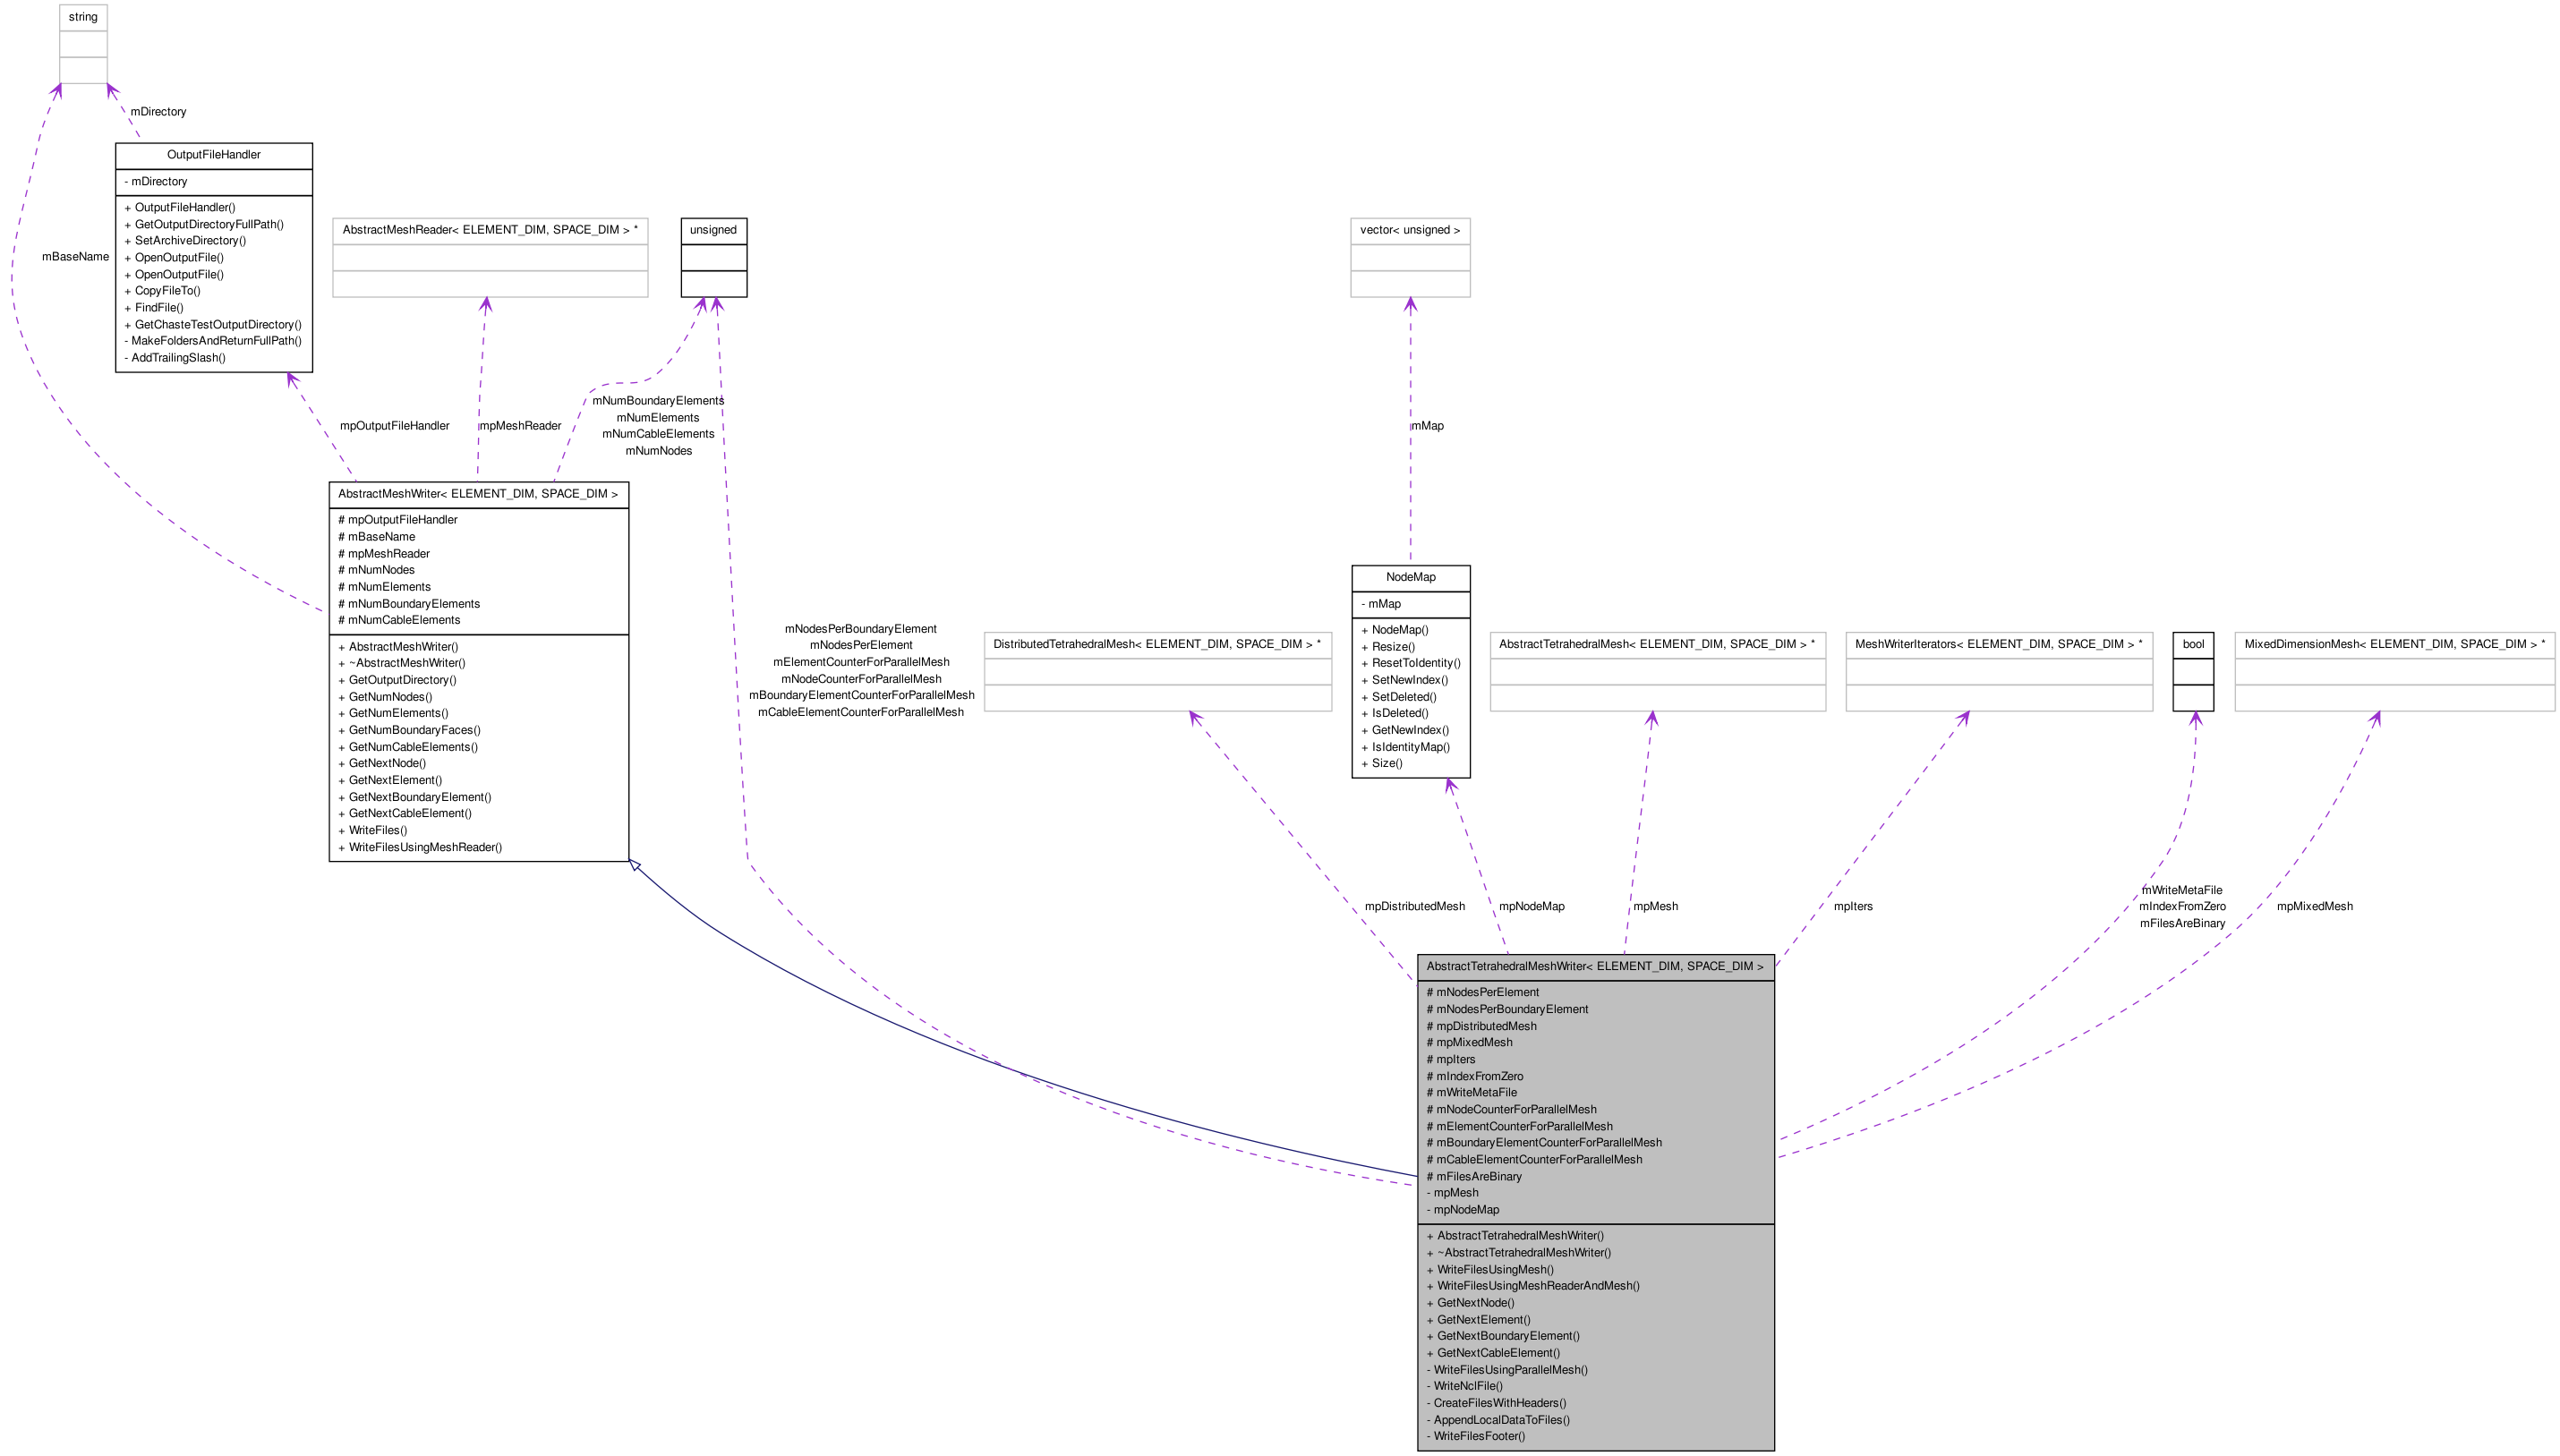 string
mDirectory
OutputFileHandler
- mDirectory
+ OutputFileHandler()
+ GetOutputDirectoryFullPath()
+ SetArchiveDirectory()
+ OpenOutputFile()
+ OpenOutputFile()
+ CopyFileTo()
+ FindFile()
+ GetChasteTestOutputDirectory()
- MakeFoldersAndReturnFullPath()
- AddTrailingSlash()
mBaseName
AbstractMeshReader< ELEMENT_DIM, SPACE_DIM > *
unsigned
vector< unsigned >
mpOutputFileHandler
mpMeshReader
mNumBoundaryElements
mNumElements
mNumCableElements
mNumNodes
mMap
AbstractMeshWriter< ELEMENT_DIM, SPACE_DIM >
# mpOutputFileHandler
# mBaseName
# mpMeshReader
# mNumNodes
# mNumElements
# mNumBoundaryElements
# mNumCableElements
+ AbstractMeshWriter()
+ ~AbstractMeshWriter()
+ GetOutputDirectory()
+ GetNumNodes()
+ GetNumElements()
+ GetNumBoundaryFaces()
+ GetNumCableElements()
+ GetNextNode()
+ GetNextElement()
+ GetNextBoundaryElement()
+ GetNextCableElement()
+ WriteFiles()
+ WriteFilesUsingMeshReader()
mNodesPerBoundaryElement
mNodesPerElement
mElementCounterForParallelMesh
mNodeCounterForParallelMesh
mBoundaryElementCounterForParallelMesh
mCableElementCounterForParallelMesh
DistributedTetrahedralMesh< ELEMENT_DIM, SPACE_DIM > *
NodeMap
- mMap
+ NodeMap()
+ Resize()
+ ResetToIdentity()
+ SetNewIndex()
+ SetDeleted()
+ IsDeleted()
+ GetNewIndex()
+ IsIdentityMap()
+ Size()
AbstractTetrahedralMesh< ELEMENT_DIM, SPACE_DIM > *
MeshWriterIterators< ELEMENT_DIM, SPACE_DIM > *
bool
MixedDimensionMesh< ELEMENT_DIM, SPACE_DIM > *
mpDistributedMesh
mpNodeMap
mpMesh
mpIters
mWriteMetaFile
mIndexFromZero
mFilesAreBinary
mpMixedMesh
AbstractTetrahedralMeshWriter< ELEMENT_DIM, SPACE_DIM >
# mNodesPerElement
# mNodesPerBoundaryElement
# mpDistributedMesh
# mpMixedMesh
# mpIters
# mIndexFromZero
# mWriteMetaFile
# mNodeCounterForParallelMesh
# mElementCounterForParallelMesh
# mBoundaryElementCounterForParallelMesh
# mCableElementCounterForParallelMesh
# mFilesAreBinary
- mpMesh
- mpNodeMap
+ AbstractTetrahedralMeshWriter()
+ ~AbstractTetrahedralMeshWriter()
+ WriteFilesUsingMesh()
+ WriteFilesUsingMeshReaderAndMesh()
+ GetNextNode()
+ GetNextElement()
+ GetNextBoundaryElement()
+ GetNextCableElement()
- WriteFilesUsingParallelMesh()
- WriteNclFile()
- CreateFilesWithHeaders()
- AppendLocalDataToFiles()
- WriteFilesFooter()